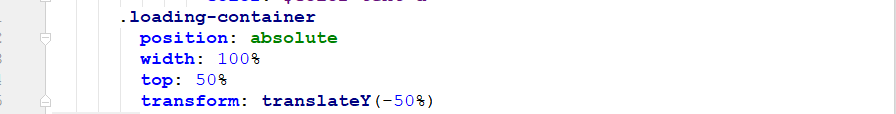 .loading-container
position: absolute
width: 100%
top: 50%
transform: translateY(-50%)